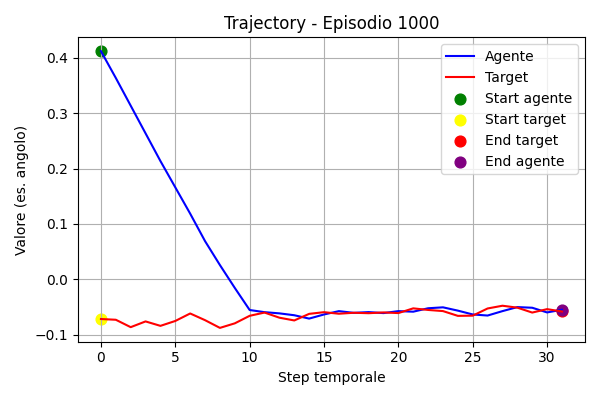 Trajectory - Episodio 1000
Valore (es. angolo)
0.4
0.3
0.2
0.1
0.0
−0.1
Agente
Target
Start agente
Start target
End target
End agente
0 5 10 15 20 25 30
Step temporale